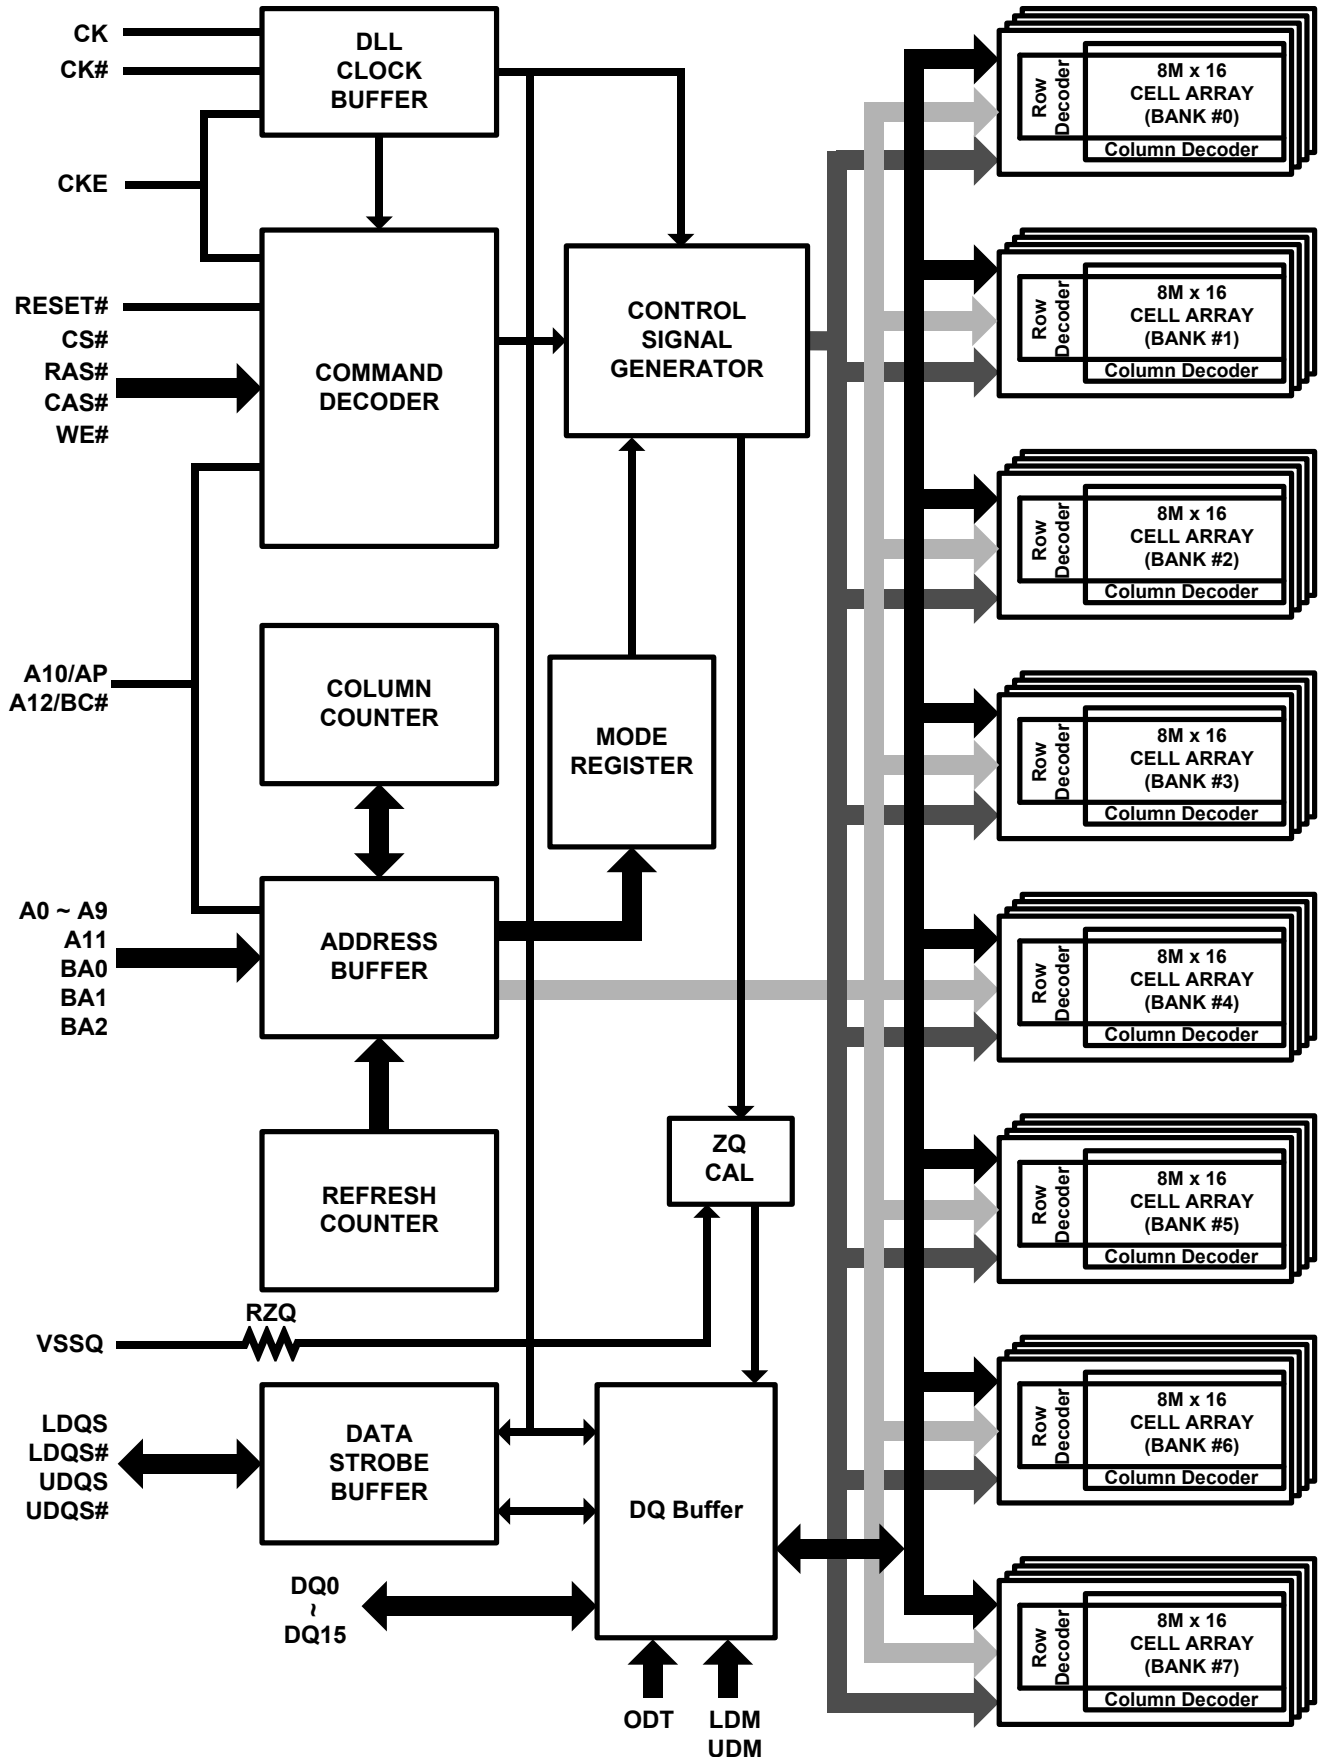 CK
CK#
CKE
RESET#
CS#
RAS#
CAS#
WE#
A10/AP
A12/BC#
A0 ~ A9
A11
BA0
BA1
BA2
VSSQ
RZQ
LDQS
LDQS#
UDQS
UDQS#
DQ0
~
DQ15
DLL
CLOCK
BUFFER
COMMAND
DECODER
COLUMN
COUNTER
ADDRESS
BUFFER
REFRESH
COUNTER
DATA
STROBE
BUFFER
CONTROL
SIGNAL
GENERATOR
MODE
REGISTER
ZQ
CAL
DQ Buffer
ODT
LDM
UDM
Row
Decoder
8M x 16
CELL ARRAY
(BANK #0)
Column Decoder
Row
Decoder
8M x 16
CELL ARRAY
(BANK #1)
Column Decoder
Row
Decoder
8M x 16
CELL ARRAY
(BANK #2)
Column Decoder
Row
Decoder
8M x 16
CELL ARRAY
(BANK #3)
Column Decoder
Row
Decoder
8M x 16
CELL ARRAY
(BANK #4)
Column Decoder
Row
Decoder
8M x 16
CELL ARRAY
(BANK #5)
Column Decoder
Row
Decoder
8M x 16
CELL ARRAY
(BANK #6)
Column Decoder
Row
Decoder
8M x 16
CELL ARRAY
(BANK #7)
Column Decoder